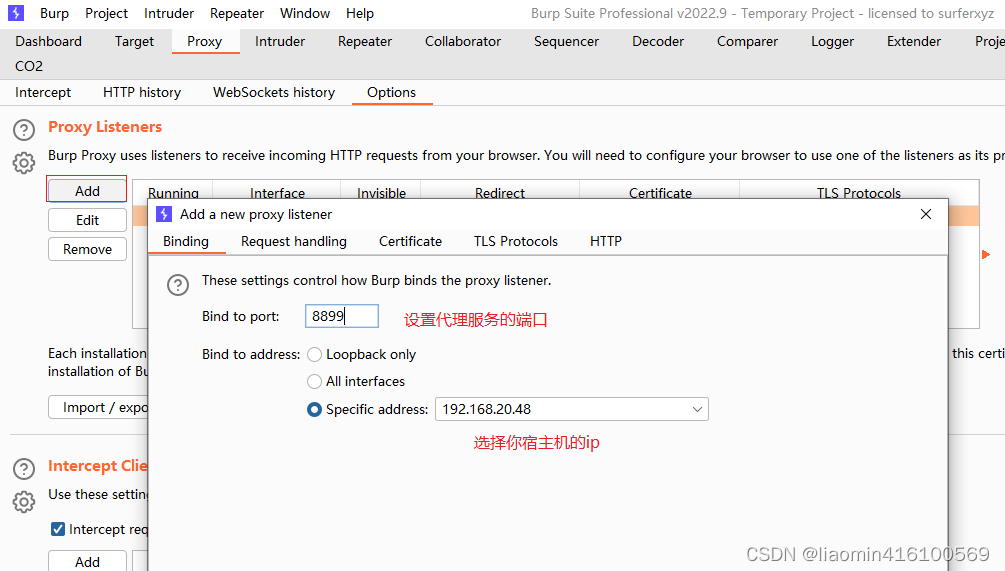 Burp Project Intruder Repeater Window Help Burp Suite Professional v2022.9 - Temporary Project - licensed to surferxyz
Dashboard Target Proxy Intruder Repeater Collaborator Sequencer Decoder Comparer Logger Extender Proje
CO2
Intercept HTTP history WebSockets history Options
Proxy Listeners
Burp Proxy uses listeners to receive incoming HTTP requests from your browser. You will need to configure your browser to use one of the listeners as its pr
Add Running Interface Invisible Redirect Certificate TLS Protocols
Add a new proxy listener
Edit
Binding Request handling Certificate TLS Protocols HTTP
Remove
These settings control how Burp binds the proxy listener.
Bind to port: 8899 设置代理服务的端口
Each installation
Bind to address: Loopback only
this certi
installation of Bu
All interfaces
Import / expo
Specific address: 192.168.20.48
选择你宿主机的ip
Intercept Clie
Use these settin
Intercept req
Add
CSDN @liaomin416100569